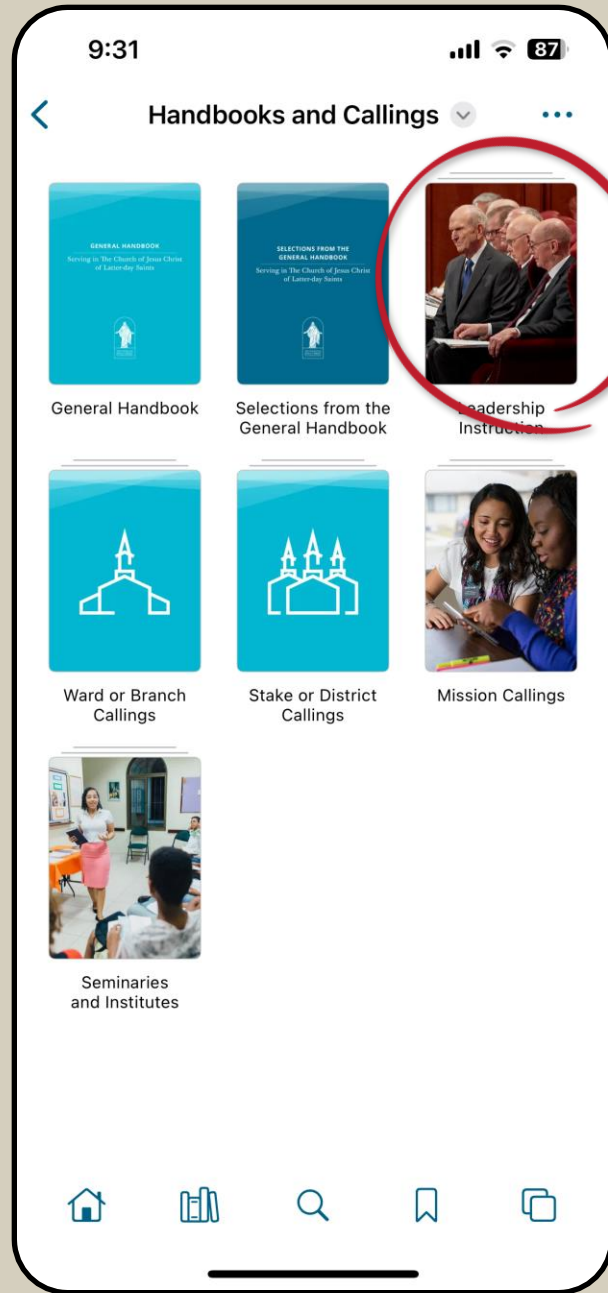 9:31
87
Handbooks and Callings
GENERAL HANDBOOK
Serving in The Church of Jesus Christ
of Latter-day Saints
SELECTIONS FROM THE
GENERAL HANDBOOK
Serving in The Church of Jesus Christ
of Latter-day Saints
General Handbook
Selections from the
General Handbook
Leadership
Instruction
Ward or Branch
Callings
Stake or District
Callings
Mission Callings
Seminaries
and Institutes